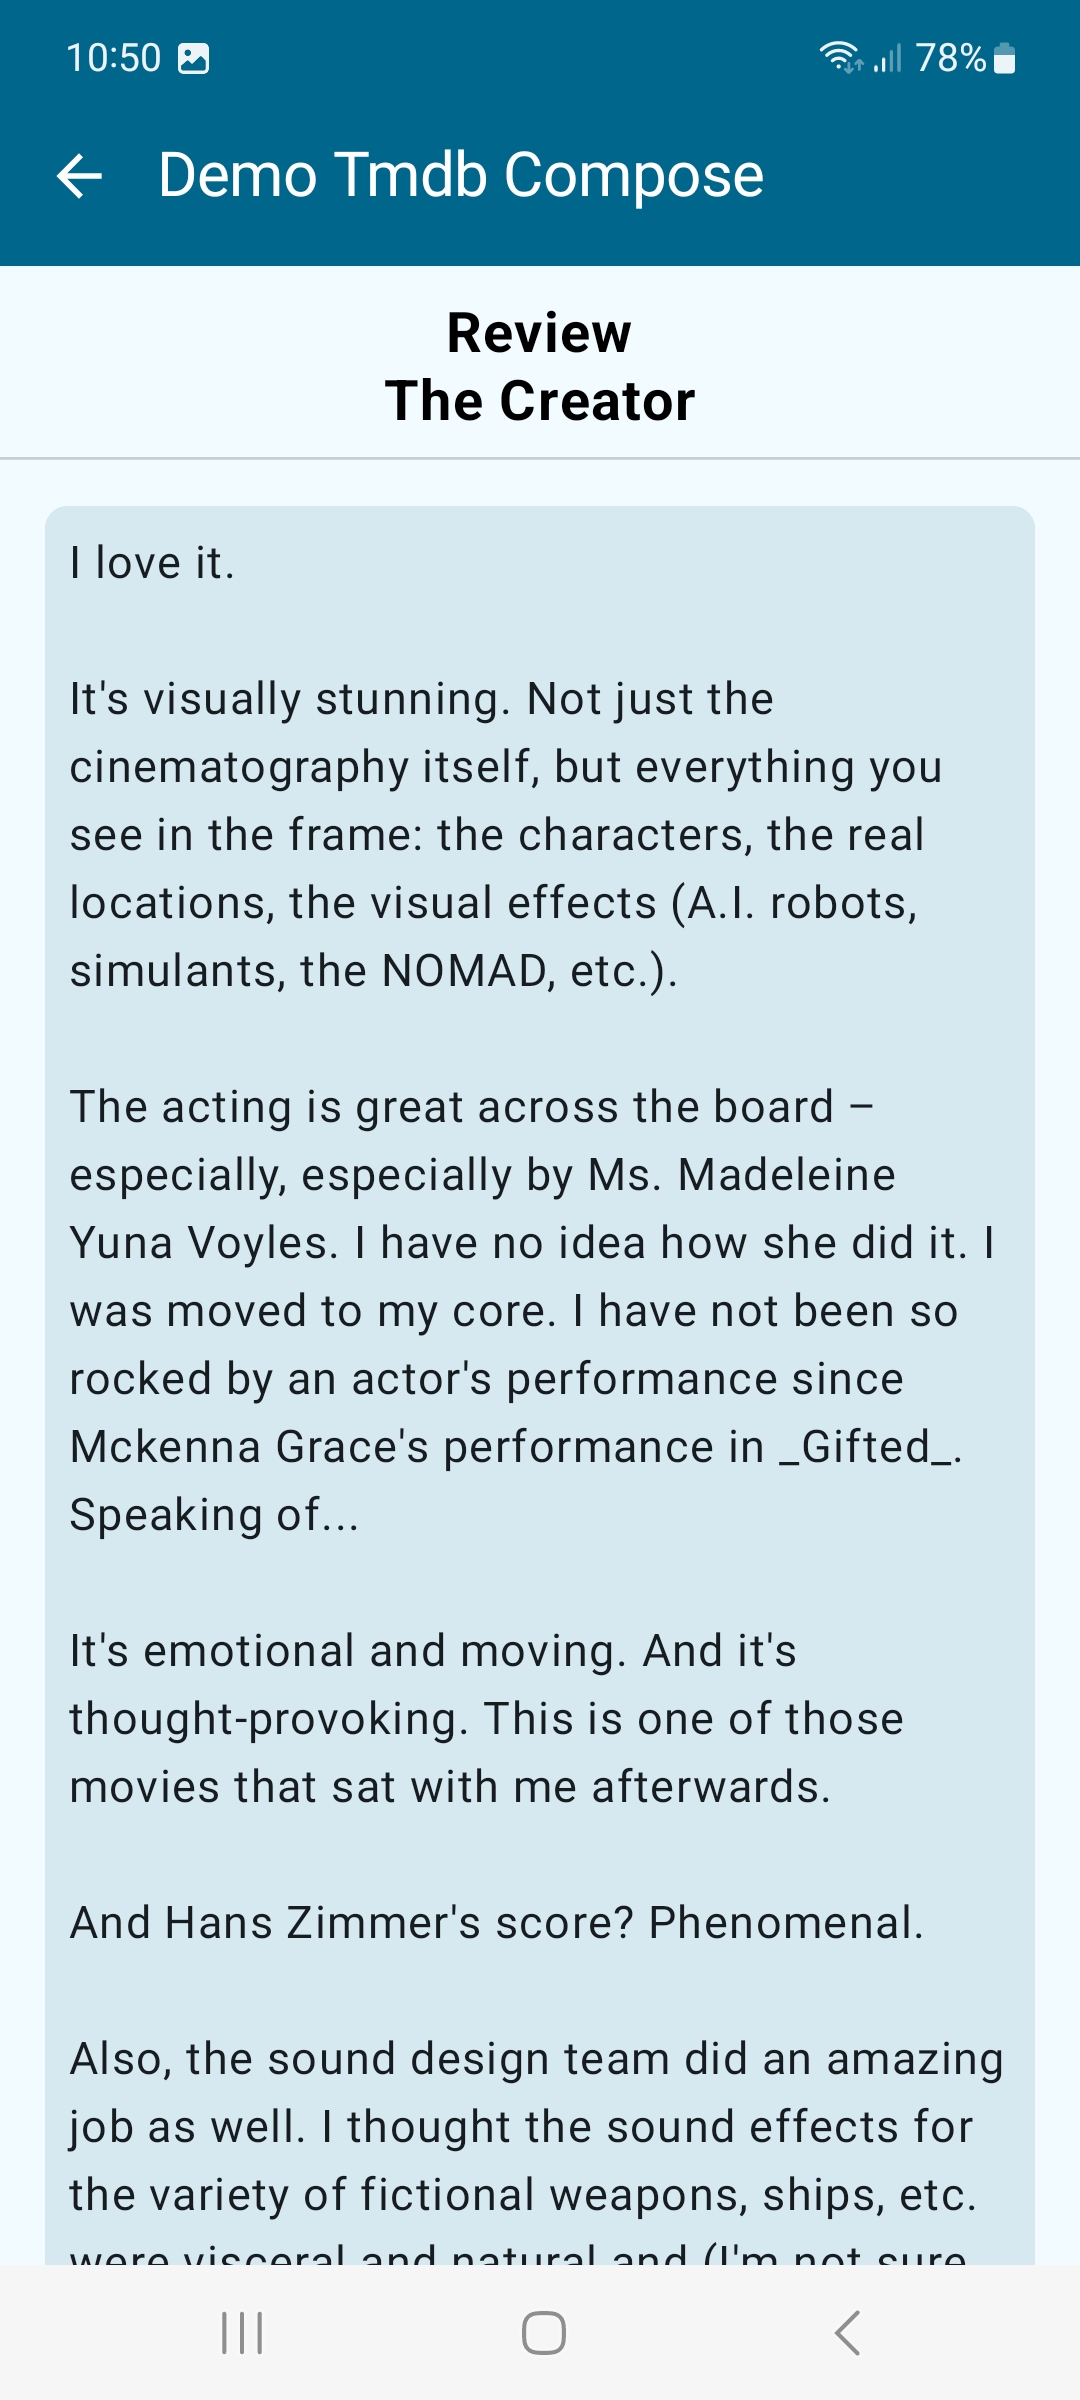 10:50
78%
Demo Tmdb Compose
Review
The Creator
I love it.
It's visually stunning. Not just the
cinematography itself, but everything you
see in the frame: the characters, the real
locations, the visual effects (A.I. robots,
simulants, the NOMAD, etc.).
The acting is great across the board –
especially, especially by Ms. Madeleine
Yuna Voyles. I have no idea how she did it. I
was moved to my core. I have not been so
rocked by an actor's performance since
Mckenna Grace's performance in _Gifted_.
Speaking of...
It's emotional and moving. And it's
thought-provoking. This is one of those
movies that sat with me afterwards.
And Hans Zimmer's score? Phenomenal.
Also, the sound design team did an amazing
job as well. I thought the sound effects for
the variety of fictional weapons, ships, etc.
were visceral and natural and (I'm not sure